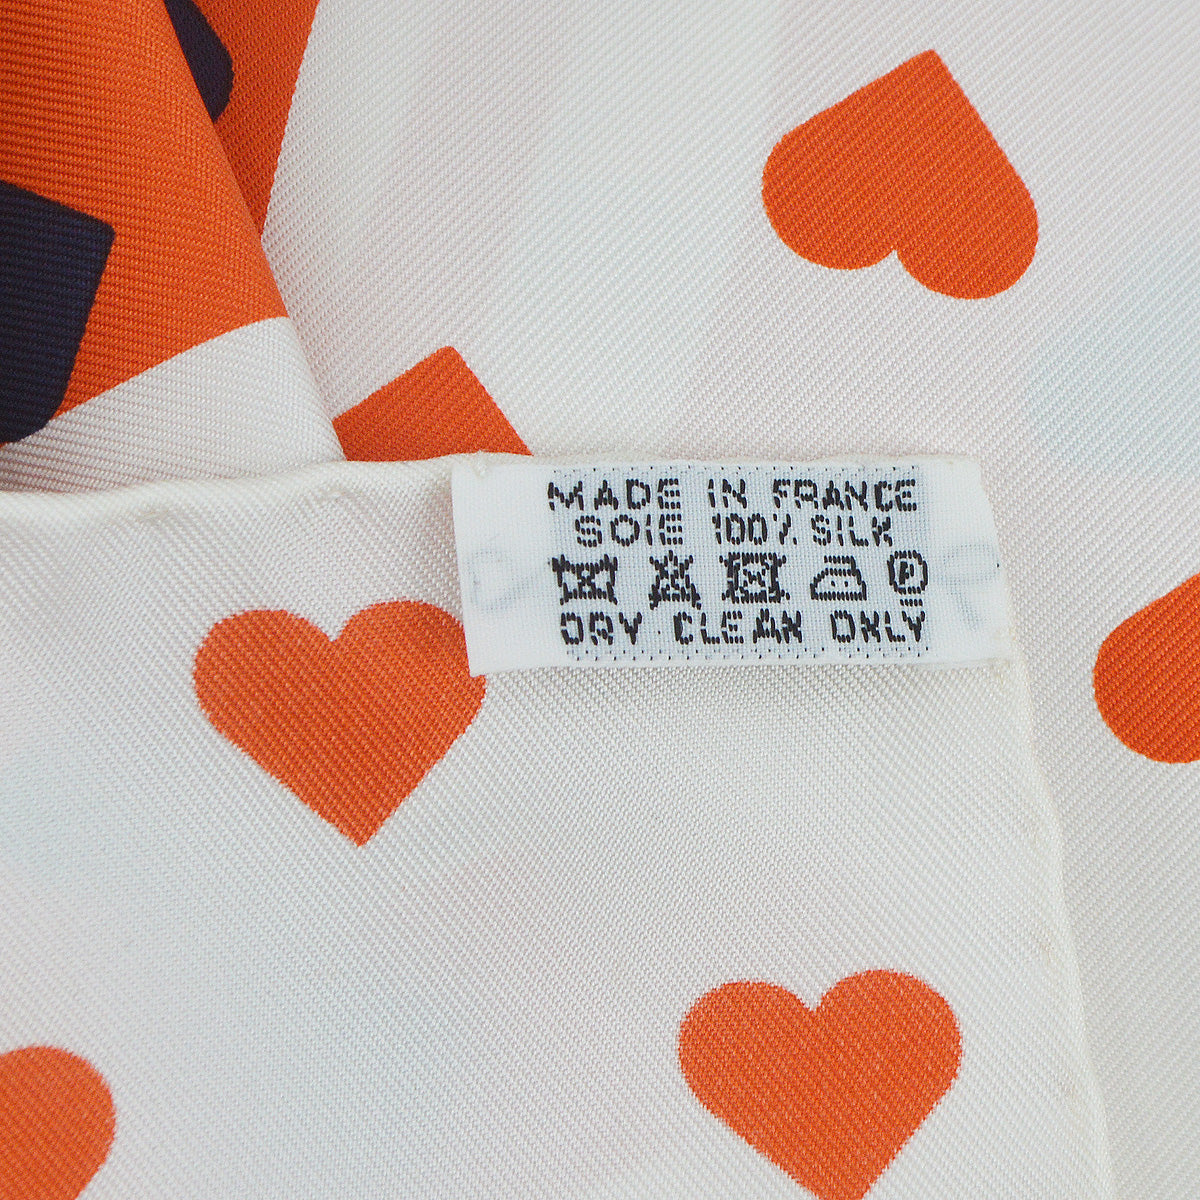 MADE IN FRANCE
SOIE 100% SILK
P
DRY CLEAN ONLY